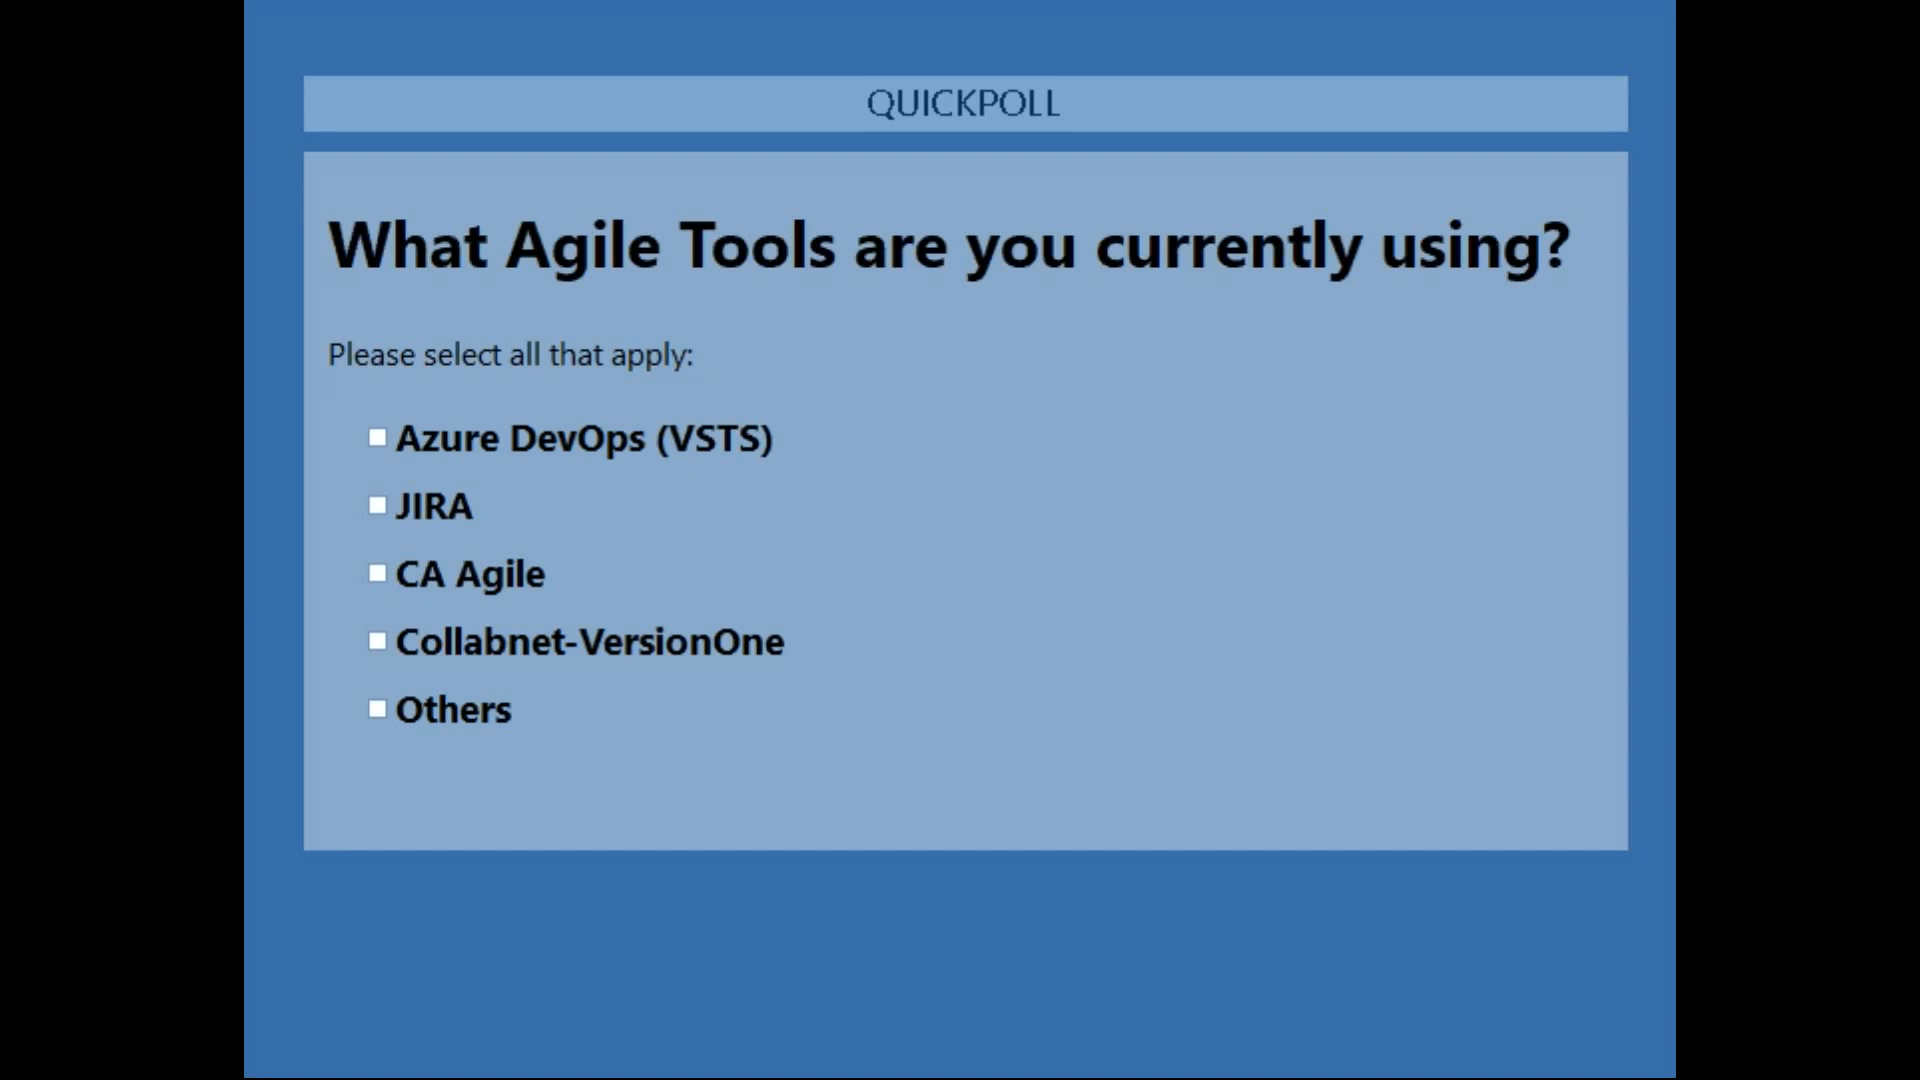 QUICKPOLL
What Agile Tools are you currently using?
Please select all that apply:
Azure DevOps (VSTS)
JIRA
CA Agile
Collabnet-VersionOne
Others